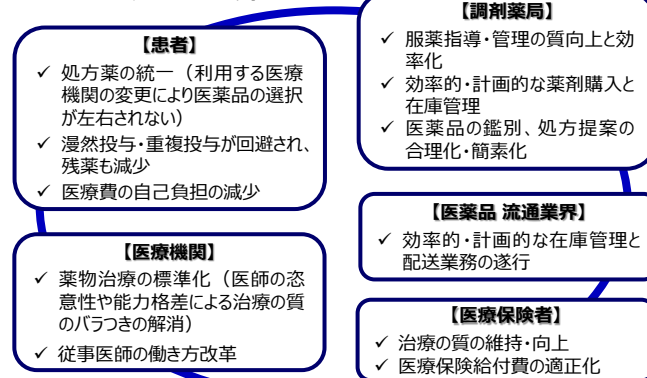 【患者】
✓ 処方薬の統一（利用する医療
機関の変更により医薬品の選択
が左右されない）
✓ 漫然投与・重複投与が回避され、
残薬も減少
✓ 医療費の自己負担の減少
【医療機関】
✓ 薬物治療の標準化（医師の恣
意性や能力格差による治療の質
のバラつきの解消）
✓ 従事医師の働き方改革
【調剤薬局】
✓ 服薬指導・管理の質向上と効
率化
✓ 効率的・計画的な薬剤購入と
在庫管理
✓ 医薬品の鑑別、処方提案の
合理化・簡素化
【医薬品 流通業界】
✓ 効率的・計画的な在庫管理と
配送業務の遂行
【医療保険者】
✓ 治療の質の維持・向上
✓ 医療保険給付費の適正化